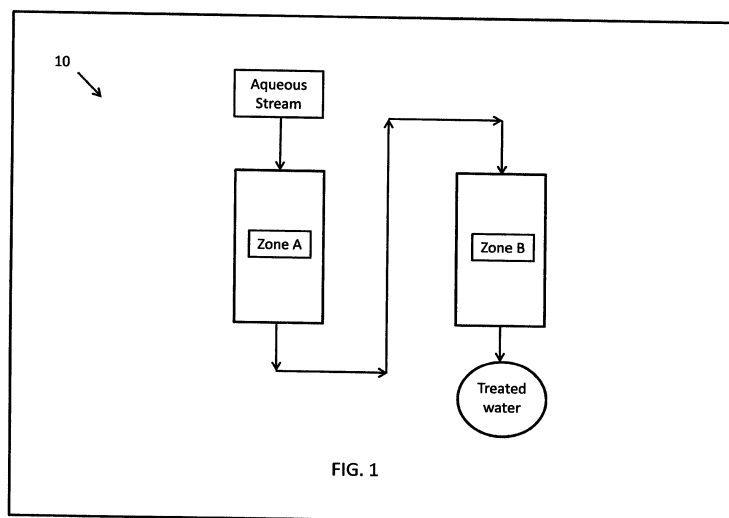 10
Aqueous
Stream
Zone A
Zone B
Treated
water
FIG. 1